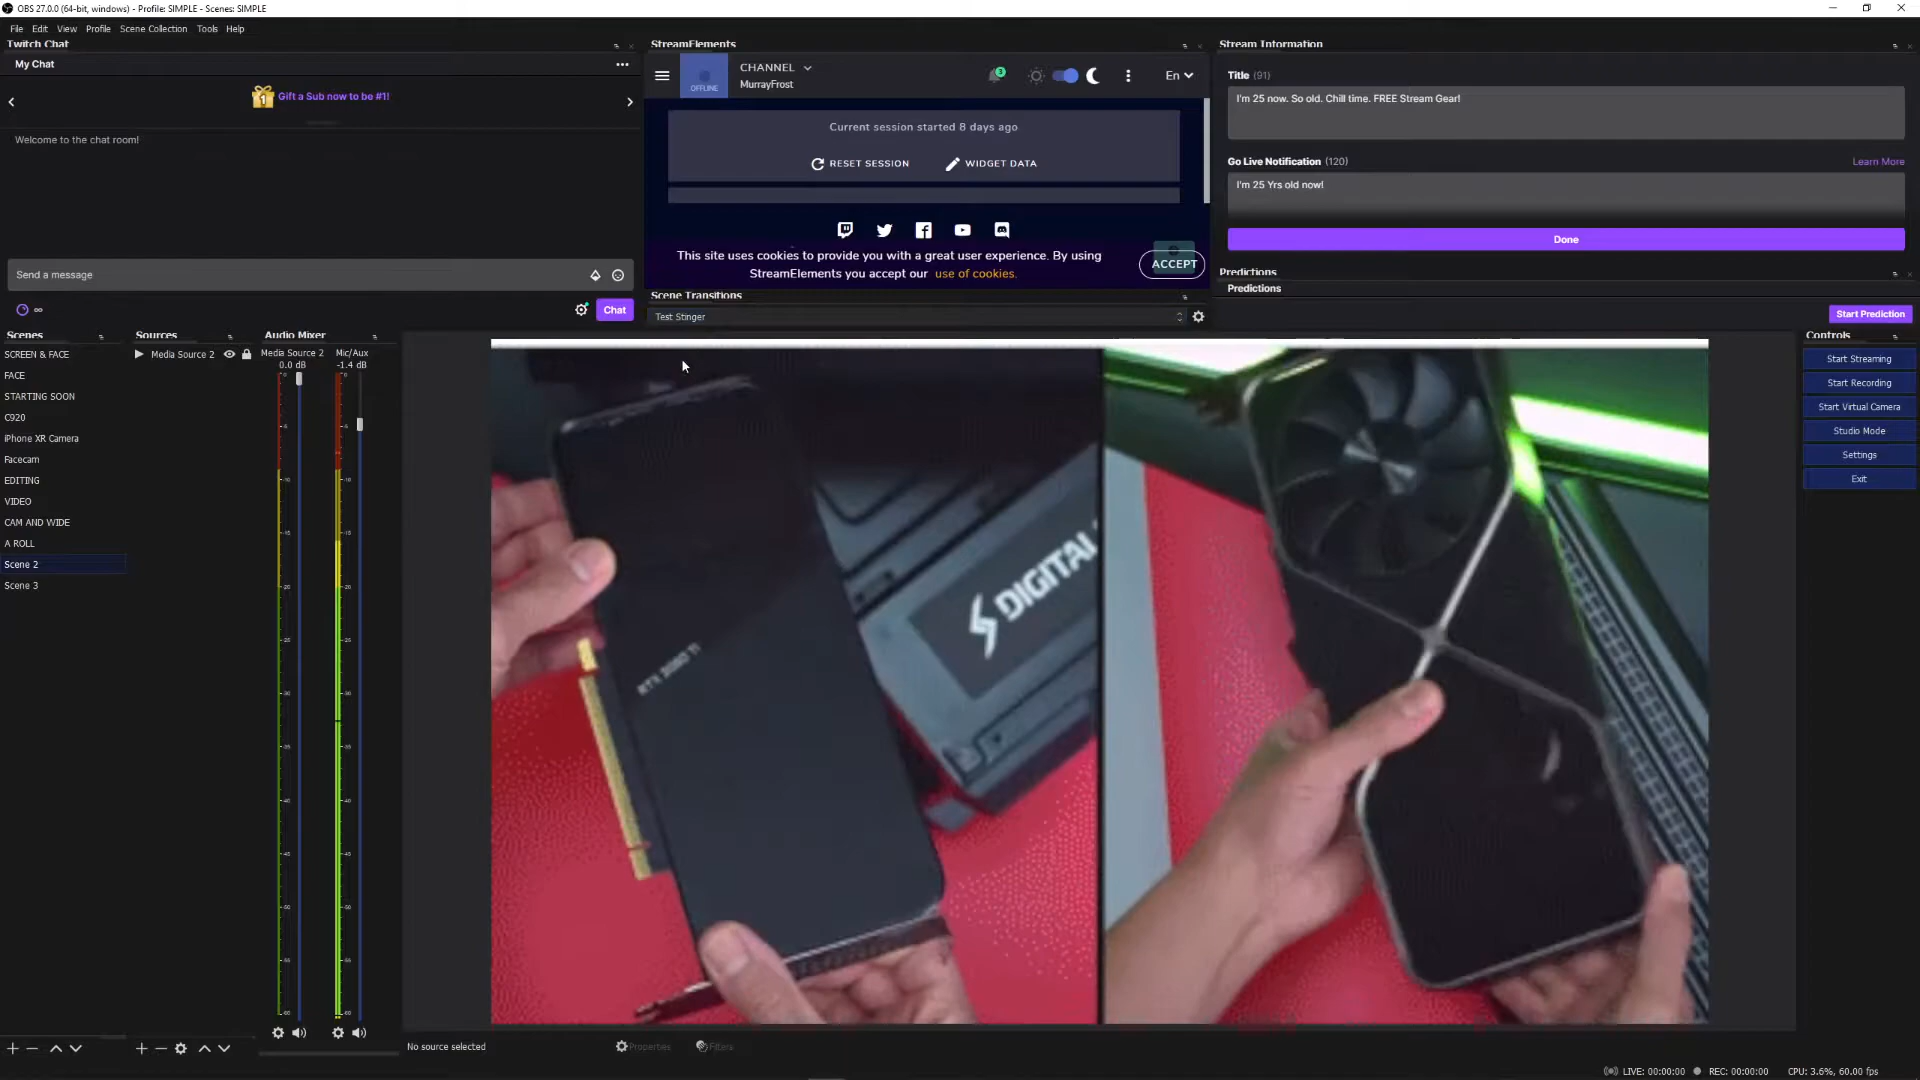 OBS 27.0.0 (64-bit, windows) - Profile: SIMPLE - Scenes: SIMPLE
File Edit View Profile Scene Collection Tools Help
Twitch Chat
My Chat
1
Gift a Sub now to be #1!
Welcome to the chat room!
Send a message
∞
Chat
StreamElements
OFFLINE
CHANNEL
MurrayFrost
3
En
Current session started 8 days ago
RESET SESSION WIDGET DATA
This site uses cookies to provide you with a great user experience. By using
StreamElements you accept our use of cookies.
ACCEPT
Scene Transitions
Test Stinger
Stream Information
Title (91)
I'm 25 now. So old. Chill time. FREE Stream Gear!
Go Live Notification (120) Learn More
I'm 25 Yrs old now!
Done
Predictions
Predictions
Start Prediction
Scenes
SCREEN & FACE
FACE
STARTING SOON
C920
iPhone XR Camera
Facecam
EDITING
VIDEO
CAM AND WIDE
A ROLL
Scene 2
Scene 3
Sources
Media Source 2
Audio Mixer
Media Source 2 Mic/Aux
0.0 dB -1.4 dB
RTX 3080 Ti
DIGITAL
Controls
Start Streaming
Start Recording
Start Virtual Camera
Studio Mode
Settings
Exit
No source selected
Properties
Filters
LIVE: 00:00:00 REC: 00:00:00 CPU: 3.6%, 60.00 fps